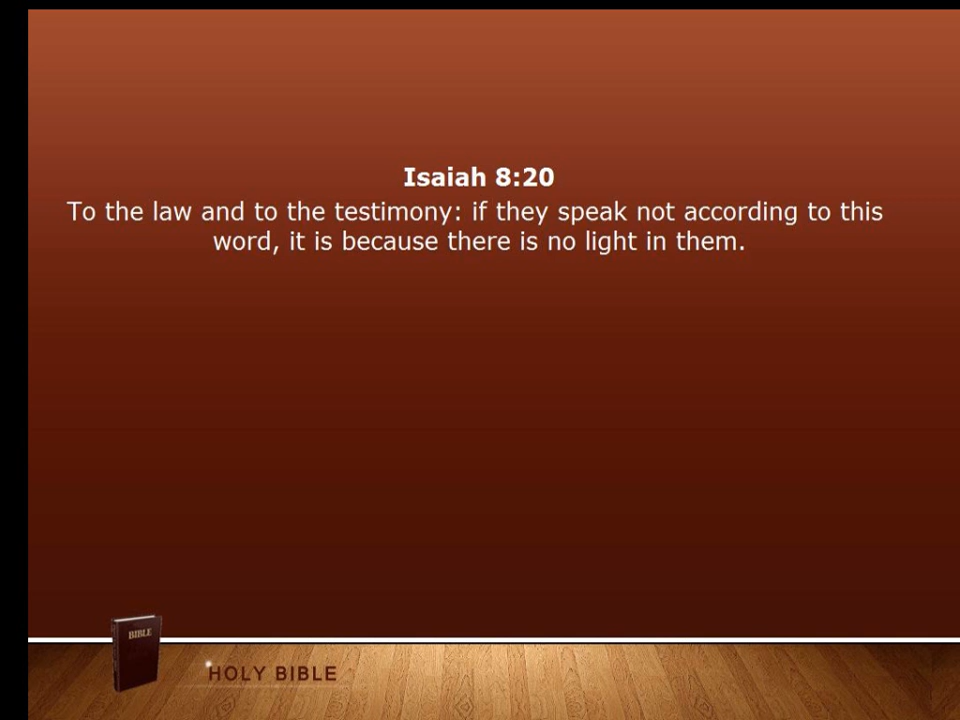 Isaiah 8:20
To the law and to the testimony: if they speak not according to this
word, it is because there is no light in them.
BIBLE
HOLY BIBLE